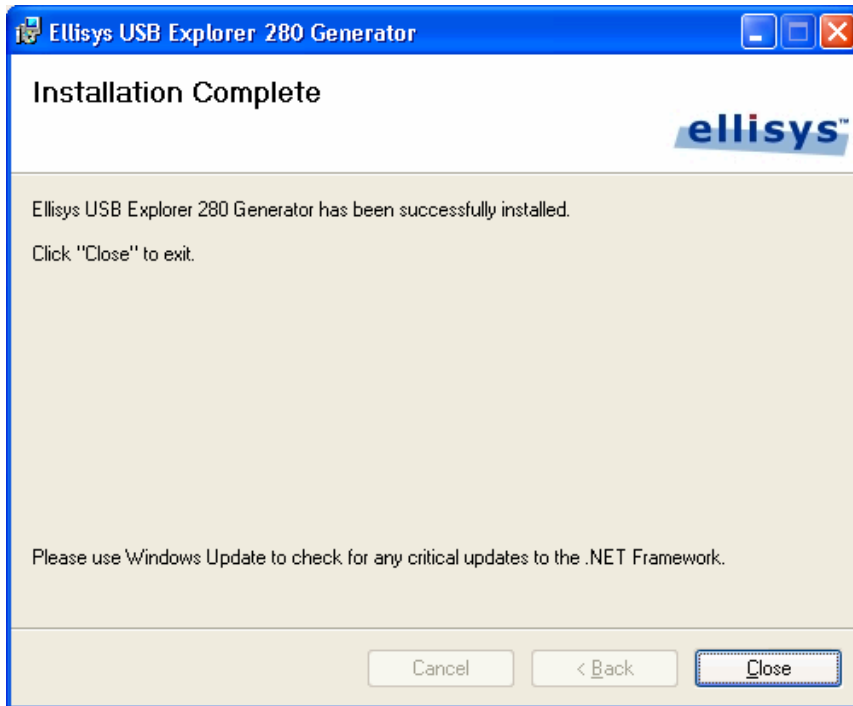 Ellisys USB Explorer 280 Generator
Installation Complete
ellisys™
Ellisys USB Explorer 280 Generator has been successfully installed.
Click "Close" to exit.
Please use Windows Update to check for any critical updates to the .NET Framework.
Cancel
< Back
Close